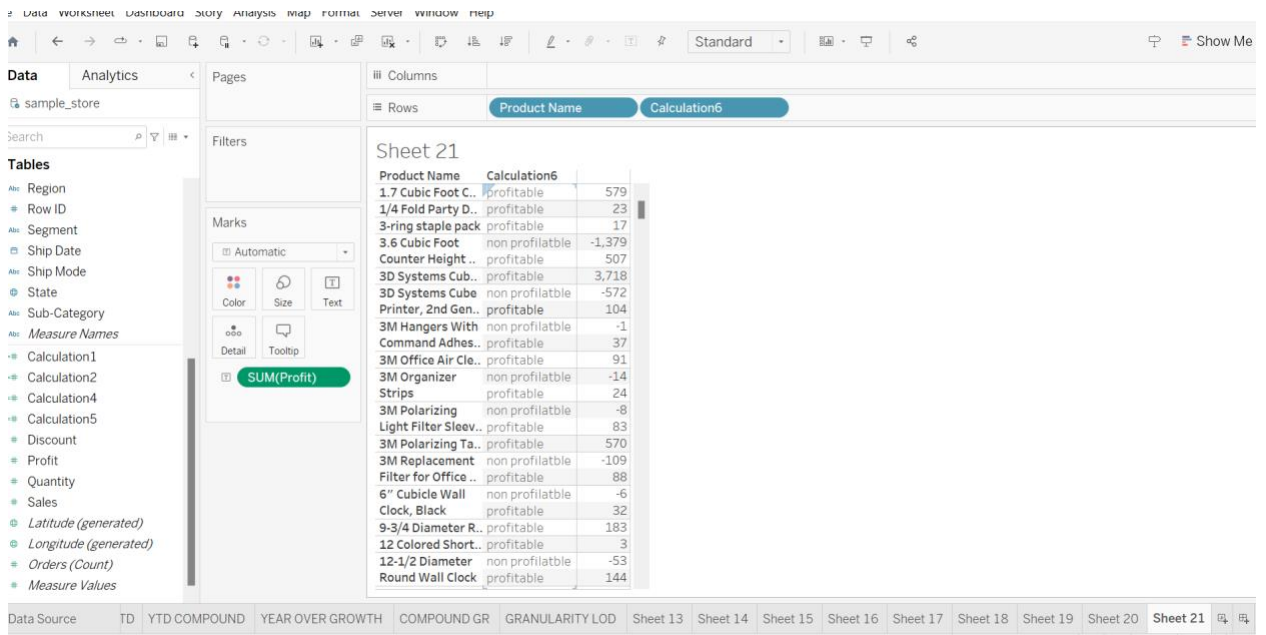 Data Worksheet Dashboard Story Analysis Map Format Server Window Help
Standard
Show Me
Data Analytics
sample_store
Search
Tables
Abc Region
# Row ID
Abc Segment
Ship Date
Abc Ship Mode
State
Abc Sub-Category
Abc Measure Names
Calculation1
Calculation2
Calculation4
Calculation5
# Discount
# Profit
# Quantity
# Sales
Latitude (generated)
Longitude (generated)
# Orders (Count)
# Measure Values
Pages
Filters
Marks
Automatic
Color Size Text
Detail Tooltip
SUM(Profit)
Columns
Rows Product Name Calculation6
Sheet 21
Product Name Calculation6
1.7 Cubic Foot C.. profitable 579
1/4 Fold Party D.. profitable 23
3-ring staple pack profitable 17
3.6 Cubic Foot non profilatble -1,379
Counter Height .. profitable 507
3D Systems Cub.. profitable 3,718
3D Systems Cube non profilatble -572
Printer, 2nd Gen.. profitable 104
3M Hangers With non profilatble -1
Command Adhes.. profitable 37
3M Office Air Cle.. profitable 91
3M Organizer non profilatble -14
Strips profitable 24
3M Polarizing non profilatble -8
Light Filter Sleev.. profitable 83
3M Polarizing Ta.. profitable 570
3M Replacement non profilatble -109
Filter for Office .. profitable 88
6” Cubicle Wall non profilatble -6
Clock, Black profitable 32
9-3/4 Diameter R.. profitable 183
12 Colored Short.. profitable 3
12-1/2 Diameter non profilatble -53
Round Wall Clock profitable 144
Data Source TD YTD COMPOUND YEAR OVER GROWTH COMPOUND GR GRANULARITY LOD Sheet 13 Sheet 14 Sheet 15 Sheet 16 Sheet 17 Sheet 18 Sheet 19 Sheet 20 Sheet 21